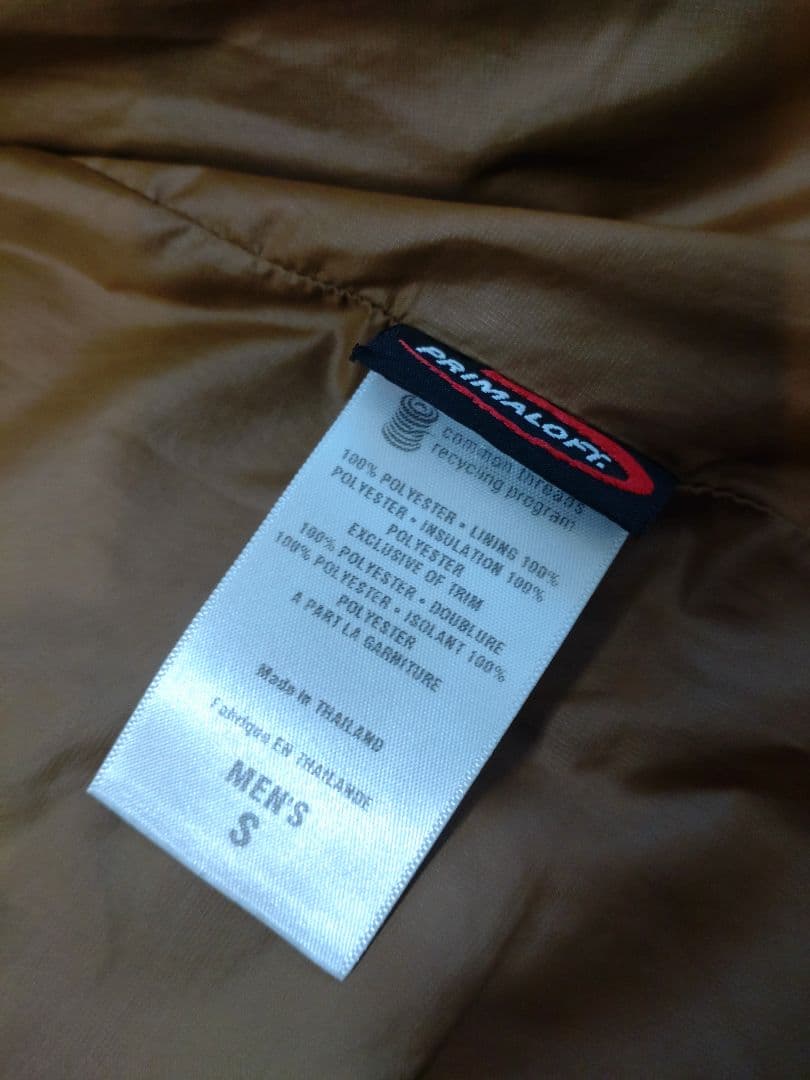 PRIMALOFT.
common threads
recycling program
100% POLYESTER • LINING 100%
POLYESTER • INSULATION 100%
POLYESTER
EXCLUSIVE OF TRIM
100% POLYESTER • DOUBLURE
100% POLYESTER • ISOLANT 100%
POLYESTER
A PART LA GARNITURE
Made in THAILAND
Fabrique EN THAILANDE
MEN'S
S